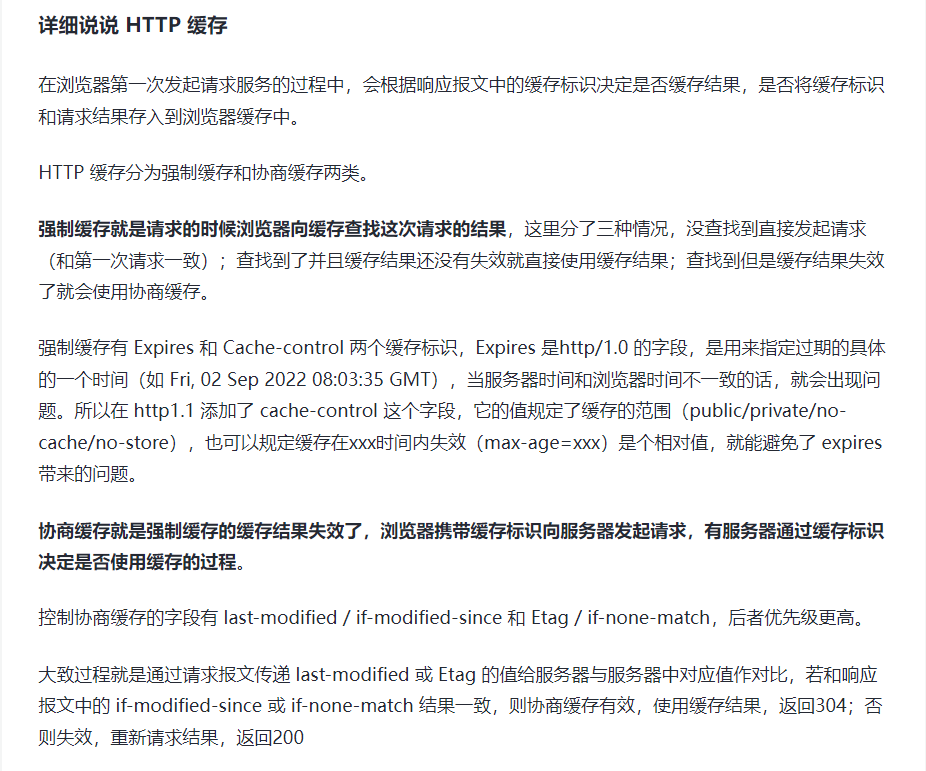 详细说说 HTTP 缓存
在浏览器第一次发起请求服务的过程中，会根据响应报文中的缓存标识决定是否缓存结果，是否将缓存标识
和请求结果存入到浏览器缓存中。
HTTP 缓存分为强制缓存和协商缓存两类。
强制缓存就是请求的时候浏览器向缓存查找这次请求的结果，这里分了三种情况，没查找到直接发起请求
（和第一次请求一致）；查找到了并且缓存结果还没有失效就直接使用缓存结果；查找到但是缓存结果失效
了就会使用协商缓存。
强制缓存有 Expires 和 Cache-control 两个缓存标识，Expires 是http/1.0 的字段，是用来指定过期的具体
的一个时间（如 Fri, 02 Sep 2022 08:03:35 GMT），当服务器时间和浏览器时间不一致的话，就会出现问
题。所以在 http1.1 添加了 cache-control 这个字段，它的值规定了缓存的范围（public/private/no-
cache/no-store），也可以规定缓存在xxx时间内失效（max-age=xxx）是个相对值，就能避免了 expires
带来的问题。
协商缓存就是强制缓存的缓存结果失效了，浏览器携带缓存标识向服务器发起请求，有服务器通过缓存标识
决定是否使用缓存的过程。
控制协商缓存的字段有 last-modified / if-modified-since 和 Etag / if-none-match，后者优先级更高。
大致过程就是通过请求报文传递 last-modified 或 Etag 的值给服务器与服务器中对应值作对比，若和响应
报文中的 if-modified-since 或 if-none-match 结果一致，则协商缓存有效，使用缓存结果，返回304；否
则失效，重新请求结果，返回200